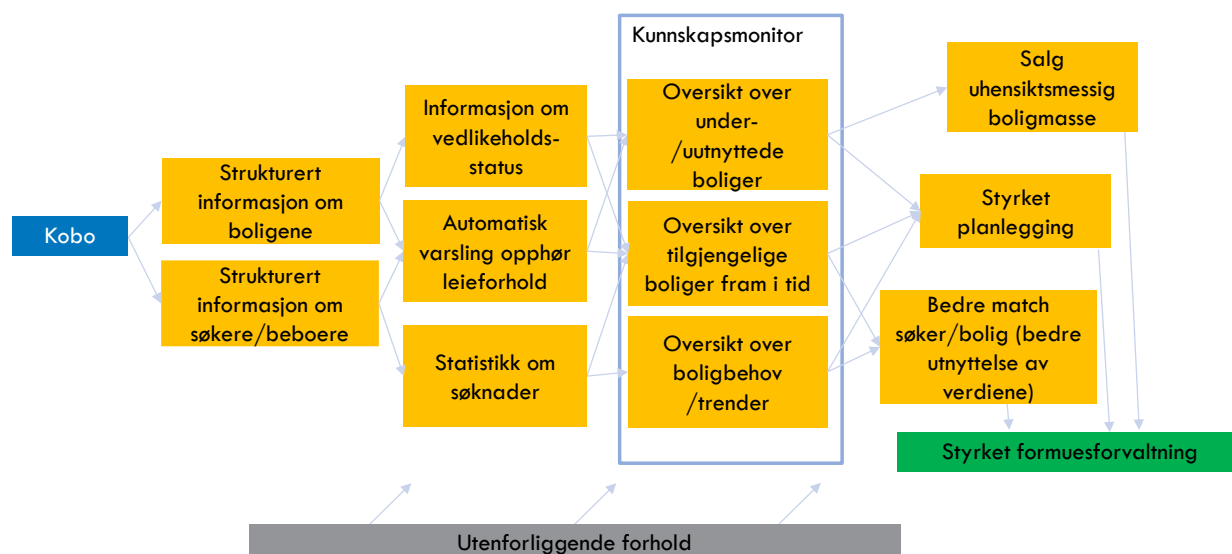 Kobo
Strukturert
informasjon om
boligene
Strukturert
informasjon om
søkere/beboere
Informasjon om
vedlikeholds-
status
Automatisk
varsling opphør
leieforhold
Statistikk om
søknader
Kunnskapsmonitor
Oversikt over
under-
/uutnyttede
boliger
Oversikt over
tilgjengelige
boliger fram i tid
Oversikt over
boligbehov
/trender
Salg
uhensiktsmessig
boligmasse
Styrket
planlegging
Bedre match
søker/bolig (bedre
utnyttelse av
verdiene)
Styrket formuesforvaltning
Utenforliggende forhold